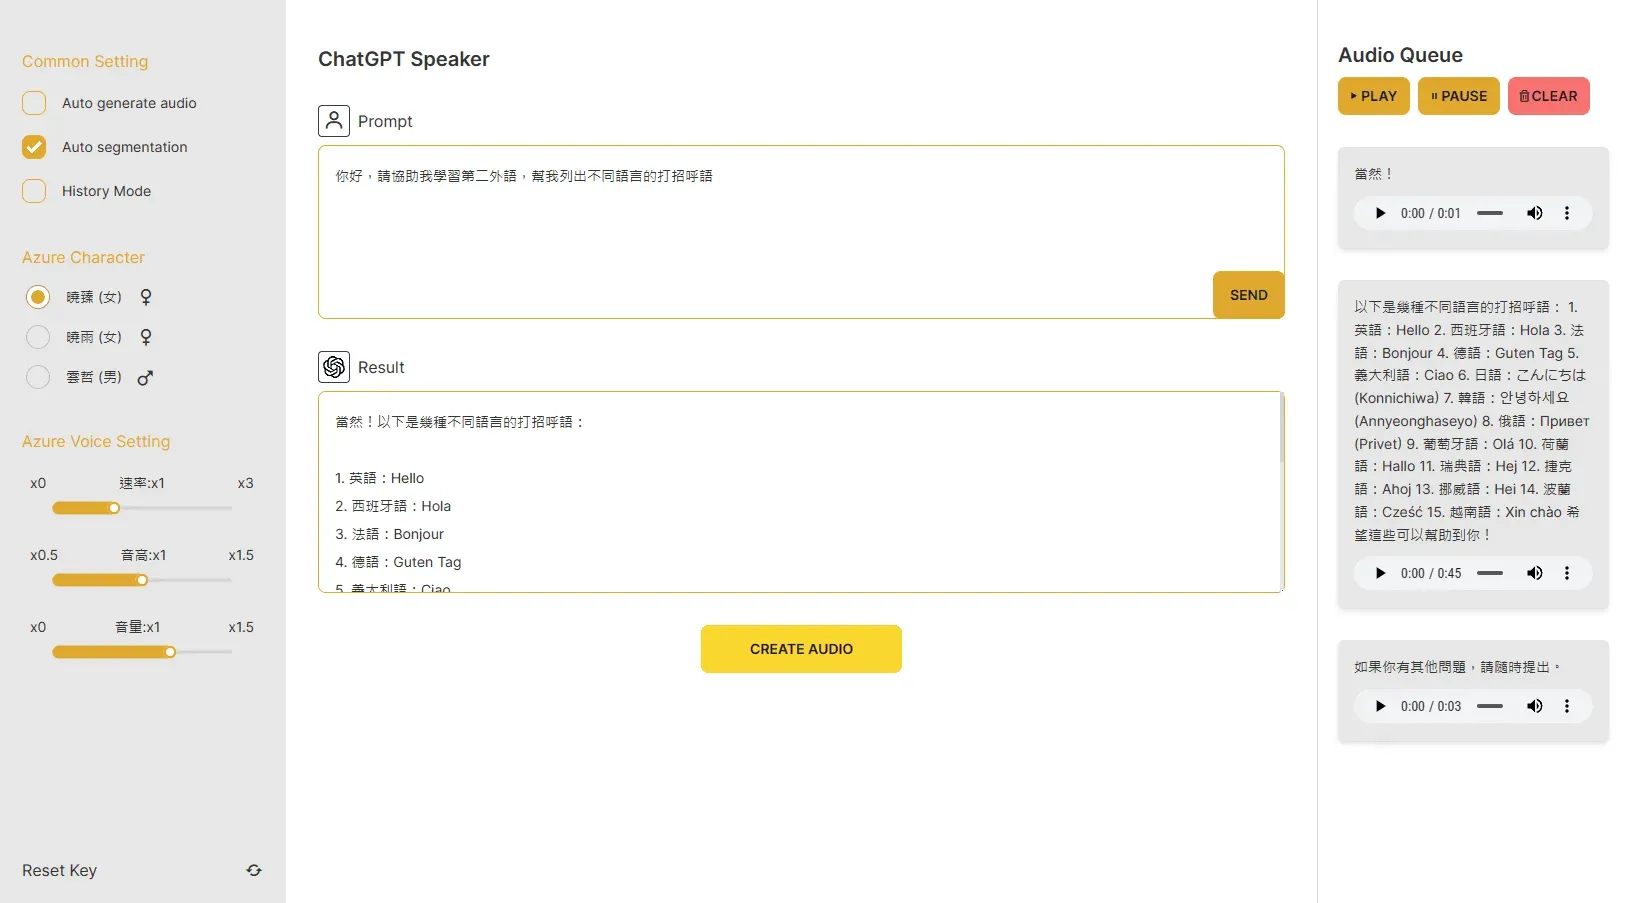 Common Setting
Auto generate audio
Auto segmentation
History Mode
Azure Character
曉臻 (女)
曉雨 (女)
雲哲 (男)
Azure Voice Setting
x0 速率:x1 x3
x0.5 音高:x1 x1.5
x0 音量:x1 x1.5
Reset Key
ChatGPT Speaker
Prompt
你好，請協助我學習第二外語，幫我列出不同語言的打招呼語
SEND
Result
當然！以下是幾種不同語言的打招呼語：
1. 英語：Hello
2. 西班牙語：Hola
3. 法語：Bonjour
4. 德語：Guten Tag
5. 義大利語：Ciao
CREATE AUDIO
Audio Queue
PLAY PAUSE CLEAR
當然！
0:00 / 0:01
以下是幾種不同語言的打招呼語： 1.
英語：Hello 2. 西班牙語：Hola 3. 法
語：Bonjour 4. 德語：Guten Tag 5.
義大利語：Ciao 6. 日語：こんにちは
(Konnichiwa) 7. 韓語：안녕하세요
(Annyeonghaseyo) 8. 俄語：Привет
(Privet) 9. 葡萄牙語：Olá 10. 荷蘭
語：Hallo 11. 瑞典語：Hej 12. 捷克
語：Ahoj 13. 挪威語：Hei 14. 波蘭
語：Cześć 15. 越南語：Xin chào 希
望這些可以幫助到你！
0:00 / 0:45
如果你有其他問題，請隨時提出。
0:00 / 0:03